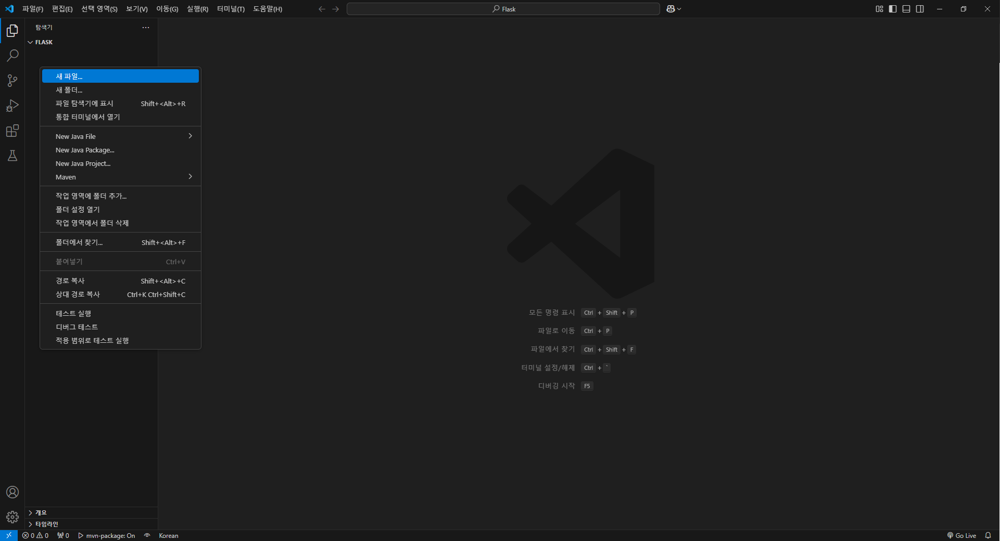 파일(F) 편집(E) 선택 영역(S) 보기(V) 이동(G) 실행(R) 터미널(T) 도움말(H) Flask
탐색기
FLASK
새 파일...
새 폴더...
파일 탐색기에 표시 Shift+<Alt>+R
통합 터미널에서 열기
New Java File
New Java Package...
New Java Project...
Maven
작업 영역에 폴더 추가...
폴더 설정 열기
작업 영역에서 폴더 삭제
폴더에서 찾기... Shift+<Alt>+F
붙여넣기 Ctrl+V
경로 복사 Shift+<Alt>+C
상대 경로 복사 Ctrl+K Ctrl+Shift+C
테스트 실행
디버그 테스트
적용 범위로 테스트 실행
모든 명령 표시 Ctrl + Shift + P
파일로 이동 Ctrl + P
파일에서 찾기 Ctrl + Shift + F
터미널 설정/해제 Ctrl + `
디버깅 시작 F5
개요
타임라인
0 0 0 mvn-package: On Korean Go Live